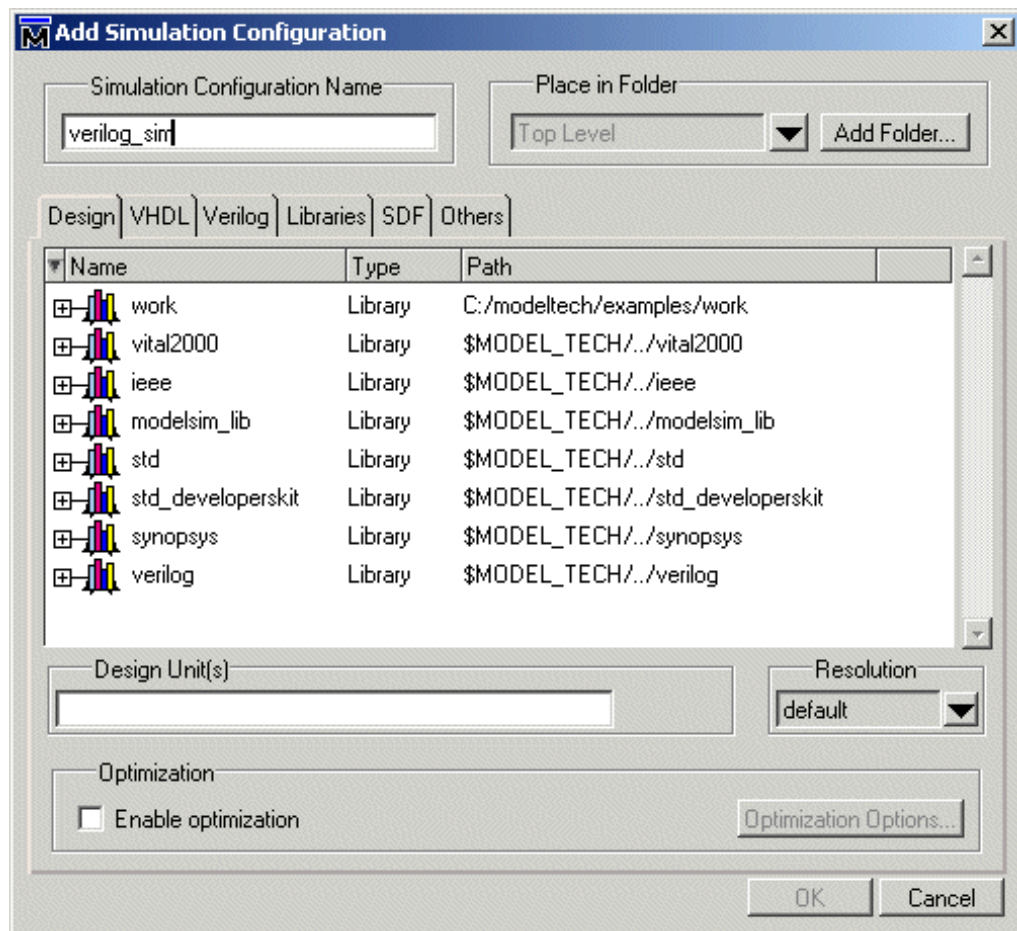 Add Simulation Configuration
Simulation Configuration Name
Place in Folder
verilog_sim
Top Level
Add Folder...
Design VHDL Verilog Libraries SDF Others
Name Type Path
work Library C:/modeltech/examples/work
vital2000 Library $MODEL_TECH/../vital2000
ieee Library $MODEL_TECH/../ieee
modelsim_lib Library $MODEL_TECH/../modelsim_lib
std Library $MODEL_TECH/../std
std_developerskit Library $MODEL_TECH/../std_developerskit
synopsys Library $MODEL_TECH/../synopsys
verilog Library $MODEL_TECH/../verilog
Design Unit(s)
Resolution
default
Optimization
Enable optimization
Optimization Options...
OK Cancel